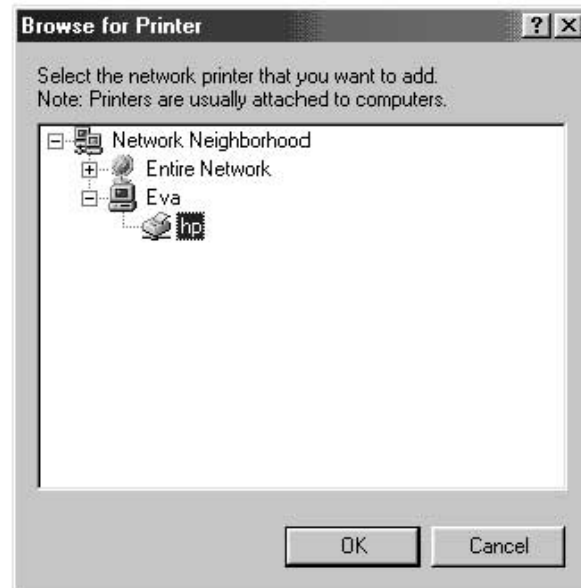 Browse for Printer
Select the network printer that you want to add.
Note: Printers are usually attached to computers.
Network Neighborhood
Entire Network
Eva
hp
OK Cancel